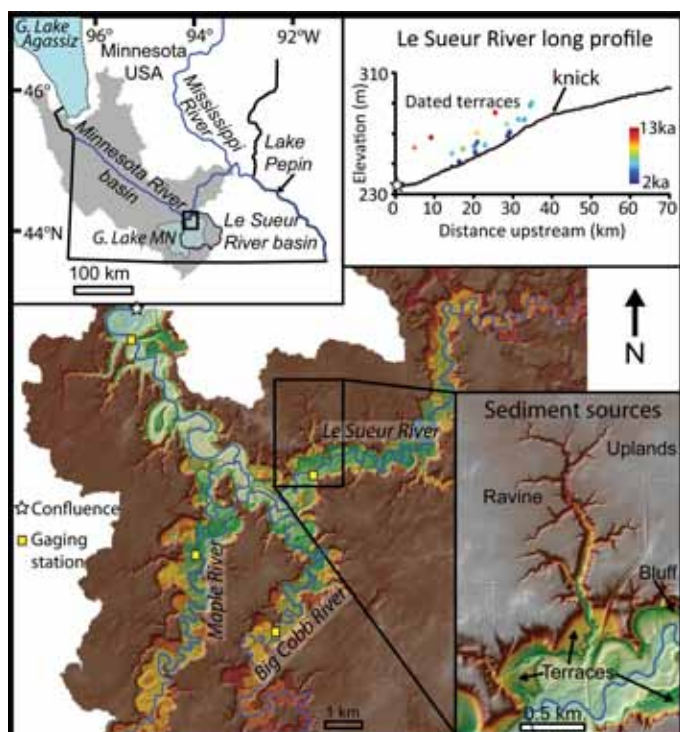 G. Lake
Agassiz
96°
94°
92°W
Minnesota
USA
46°
Mississippi
River
Minnesota River
basin
Lake
Pepin
44°N
G. Lake MN
Le Sueur
River basin
100 km
Le Sueur River long profile
310
Elevation (m)
230
knick
Dated terraces
13ka
2ka
0 10 20 30 40 50 60 70
Distance upstream (km)
N
Le Sueur River
Maple River
Big Cobb River
Confluence
Gaging
station
1 km
Sediment sources
Uplands
Ravine
Bluff
Terraces
0.5 km